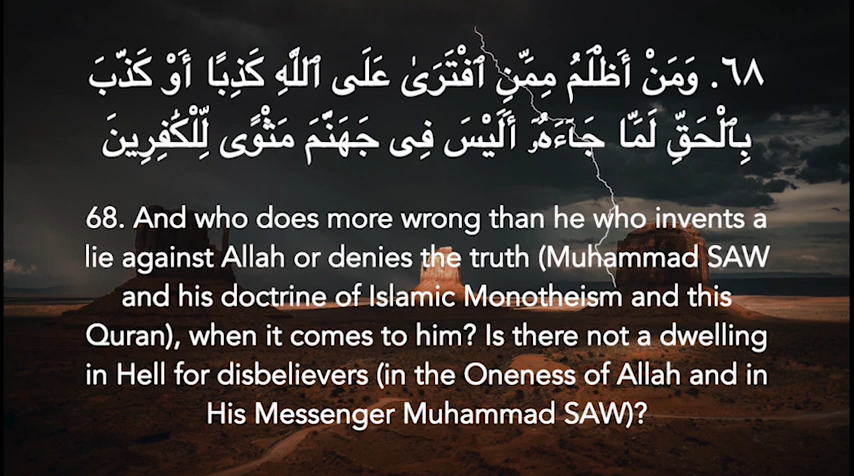 ٦٨. وَمَنْ أَظْلَمُ مِمَّنِ ٱفْتَرَىٰ عَلَى ٱللَّهِ كَذِبًا أَوْ كَذَّبَ
بِٱلْحَقِّ لَمَّا جَآءَهُۥٓ أَلَيْسَ فِى جَهَنَّمَ مَثْوًى لِّلْكَٰفِرِينَ
68. And who does more wrong than he who invents a
lie against Allah or denies the truth (Muhammad SAW
and his doctrine of Islamic Monotheism and this
Quran), when it comes to him? Is there not a dwelling
in Hell for disbelievers (in the Oneness of Allah and in
His Messenger Muhammad SAW)?